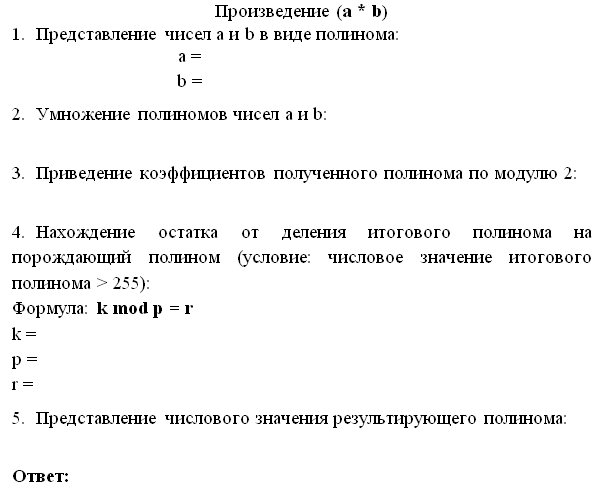 Произведение (a * b)
1. Представление чисел a и b в виде полинома:
a =
b =
2. Умножение полиномов чисел a и b:
3. Приведение коэффициентов полученного полинома по модулю 2:
4. Нахождение остатка от деления итогового полинома на
порождающий полином (условие: числовое значение итогового
полинома > 255):
Формула: k mod p = r
k =
p =
r =
5. Представление числового значения результирующего полинома:
Ответ: